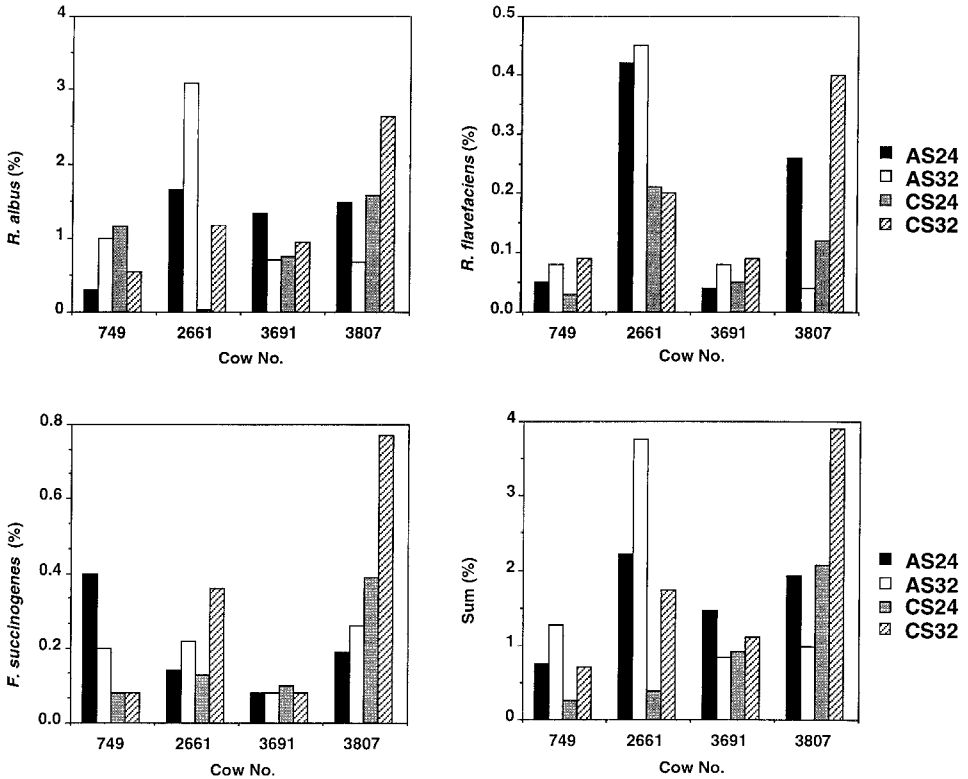 R. albus (%)
4
3
2
1
0
749 2661 3691 3807
Cow No.
R. flavefaciens (%)
0.5
0.4
0.3
0.2
0.1
0.0
749 2661 3691 3807
Cow No.
AS24
AS32
CS24
CS32
F. succinogenes (%)
0.8
0.6
0.4
0.2
0.0
749 2661 3691 3807
Cow No.
Sum (%)
4
3
2
1
0
749 2661 3691 3807
Cow No.
AS24
AS32
CS24
CS32